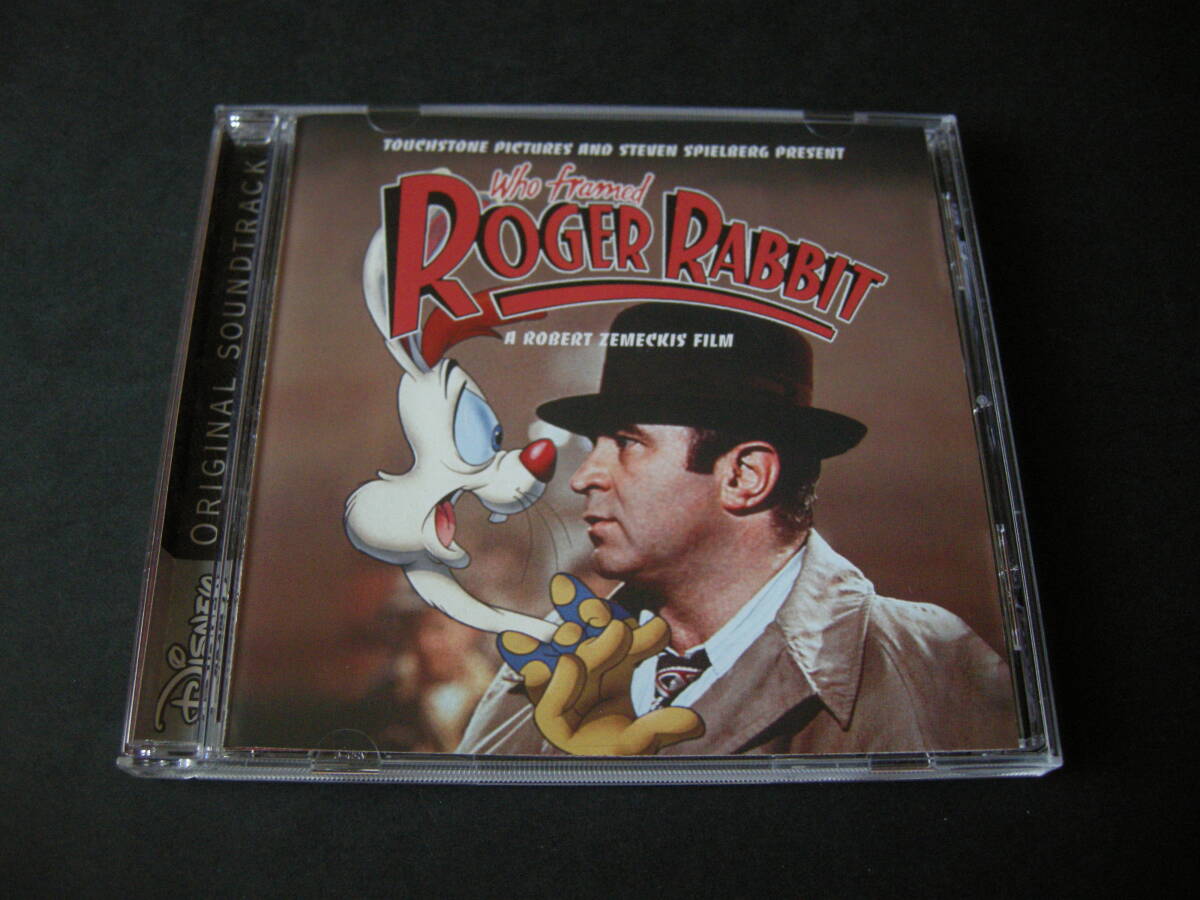 TOUCHSTONE PICTURES AND STEVEN SPIELBERG PRESENT
Who framed
ROGER RABBIT
A ROBERT ZEMECKIS FILM
DISNEY'S
ORIGINAL SOUNDTRACK